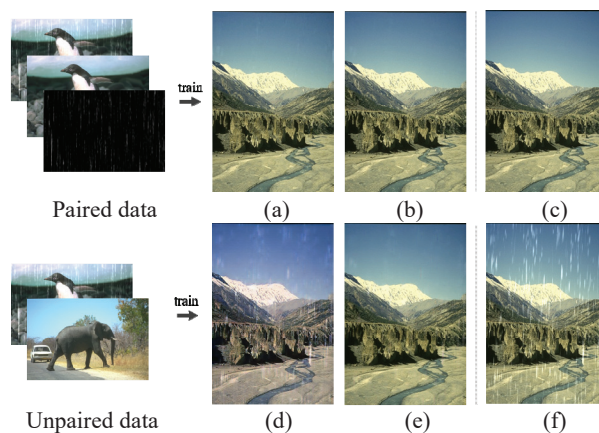 train
Paired data
(a)
(b)
(c)
train
Unpaired data
(d)
(e)
(f)